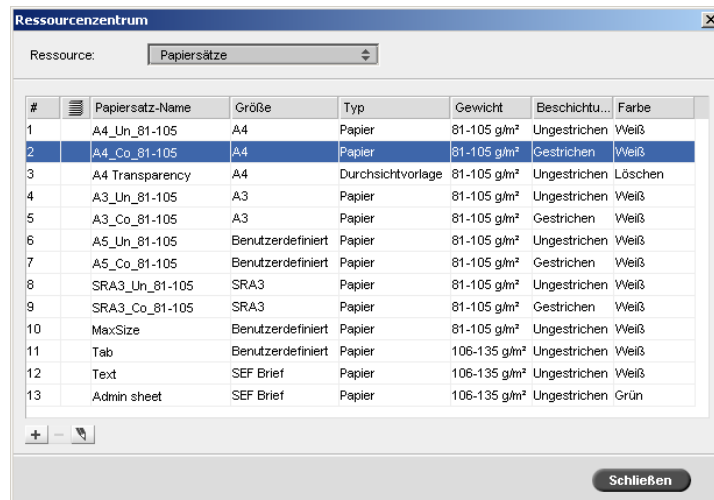 Ressourcenzentrum
Ressource: Papiersätze
# Papiersatz-Name Größe Typ Gewicht Beschichtu... Farbe
1 A4_Un_81-105 A4 Papier 81-105 g/m² Ungestrichen Weiß
2 A4_Co_81-105 A4 Papier 81-105 g/m² Gestrichen Weiß
3 A4 Transparency A4 Durchsichtvorlage 81-105 g/m² Ungestrichen Löschen
4 A3_Un_81-105 A3 Papier 81-105 g/m² Ungestrichen Weiß
5 A3_Co_81-105 A3 Papier 81-105 g/m² Gestrichen Weiß
6 A5_Un_81-105 Benutzerdefiniert Papier 81-105 g/m² Ungestrichen Weiß
7 A5_Co_81-105 Benutzerdefiniert Papier 81-105 g/m² Gestrichen Weiß
8 SRA3_Un_81-105 SRA3 Papier 81-105 g/m² Ungestrichen Weiß
9 SRA3_Co_81-105 SRA3 Papier 81-105 g/m² Gestrichen Weiß
10 MaxSize Benutzerdefiniert Papier 81-105 g/m² Ungestrichen Weiß
11 Tab Benutzerdefiniert Papier 106-135 g/m² Ungestrichen Weiß
12 Text SEF Brief Papier 106-135 g/m² Ungestrichen Weiß
13 Admin sheet SEF Brief Papier 106-135 g/m² Ungestrichen Grün
Schließen